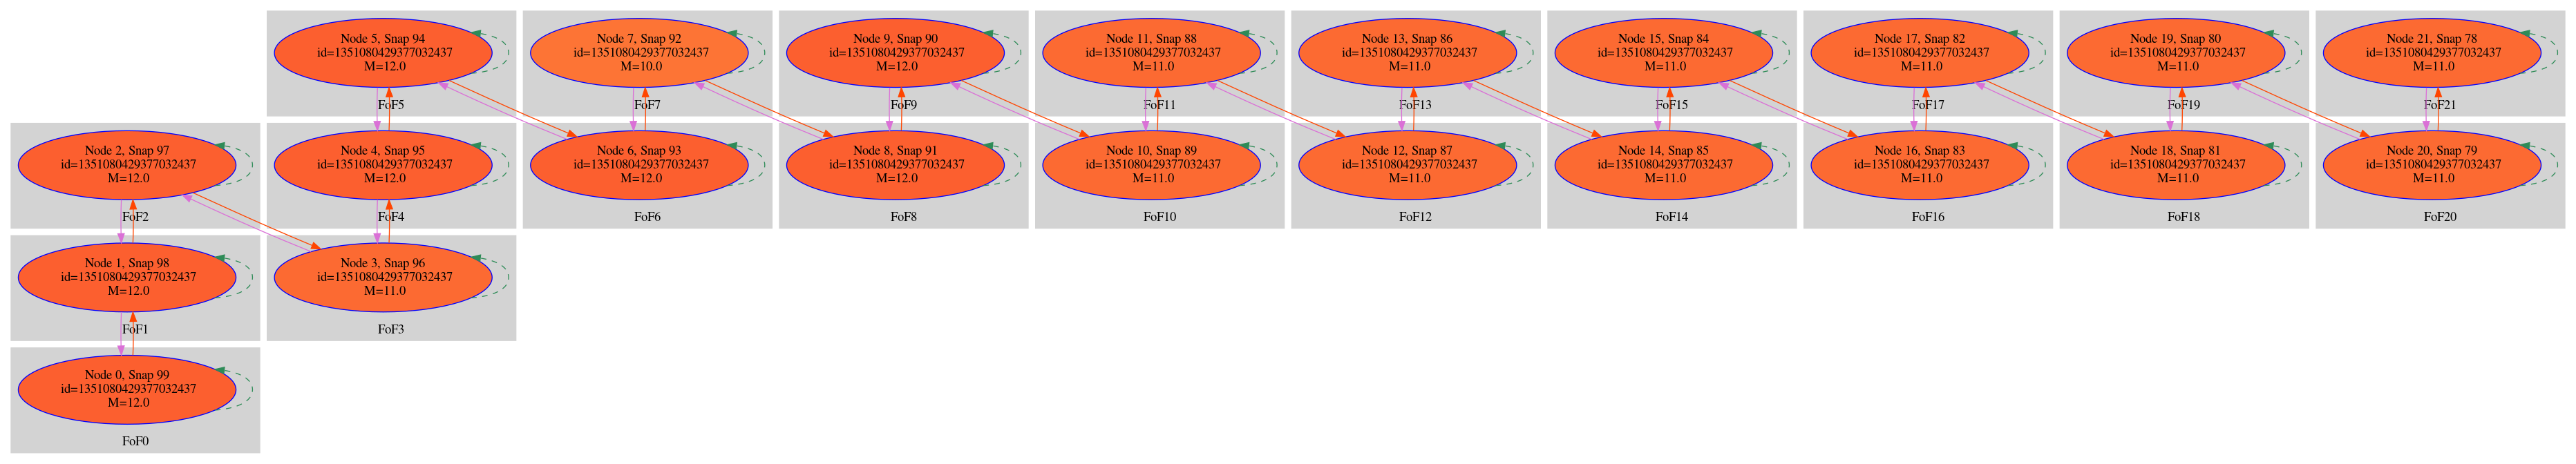 Node 5, Snap 94
id=1351080429377032437
M=12.0
FoF5
Node 7, Snap 92
id=1351080429377032437
M=10.0
FoF7
Node 9, Snap 90
id=1351080429377032437
M=12.0
FoF9
Node 11, Snap 88
id=1351080429377032437
M=11.0
FoF11
Node 13, Snap 86
id=1351080429377032437
M=11.0
FoF13
Node 15, Snap 84
id=1351080429377032437
M=11.0
FoF15
Node 17, Snap 82
id=1351080429377032437
M=11.0
FoF17
Node 19, Snap 80
id=1351080429377032437
M=11.0
FoF19
Node 21, Snap 78
id=1351080429377032437
M=11.0
FoF21
Node 2, Snap 97
id=1351080429377032437
M=12.0
FoF2
Node 4, Snap 95
id=1351080429377032437
M=12.0
FoF4
Node 6, Snap 93
id=1351080429377032437
M=12.0
FoF6
Node 8, Snap 91
id=1351080429377032437
M=12.0
FoF8
Node 10, Snap 89
id=1351080429377032437
M=11.0
FoF10
Node 12, Snap 87
id=1351080429377032437
M=11.0
FoF12
Node 14, Snap 85
id=1351080429377032437
M=11.0
FoF14
Node 16, Snap 83
id=1351080429377032437
M=11.0
FoF16
Node 18, Snap 81
id=1351080429377032437
M=11.0
FoF18
Node 20, Snap 79
id=1351080429377032437
M=11.0
FoF20
Node 1, Snap 98
id=1351080429377032437
M=12.0
FoF1
Node 3, Snap 96
id=1351080429377032437
M=11.0
FoF3
Node 0, Snap 99
id=1351080429377032437
M=12.0
FoF0